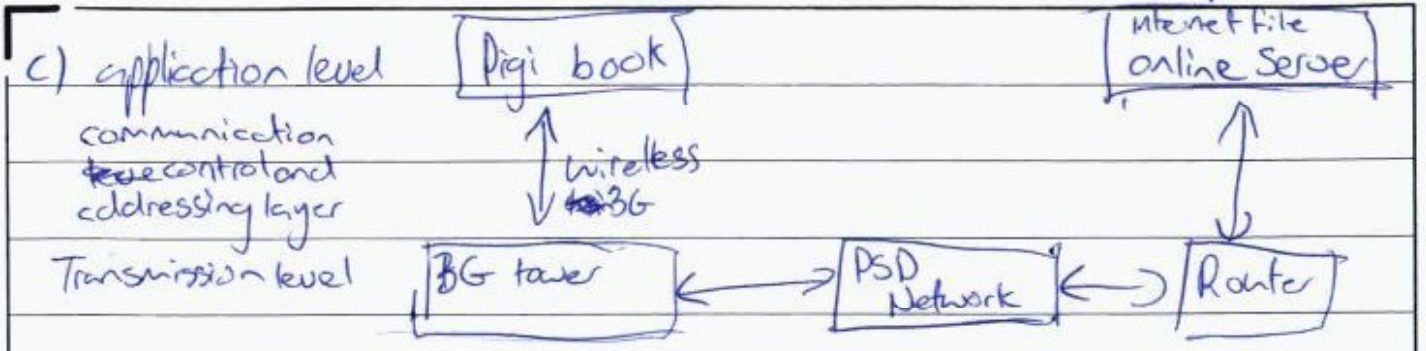 c) application level
Digi book
Internet file
online Server
communication
control and
addressing layer
wireless
3G
Transmission level
3G tower
PSD
Network
Router